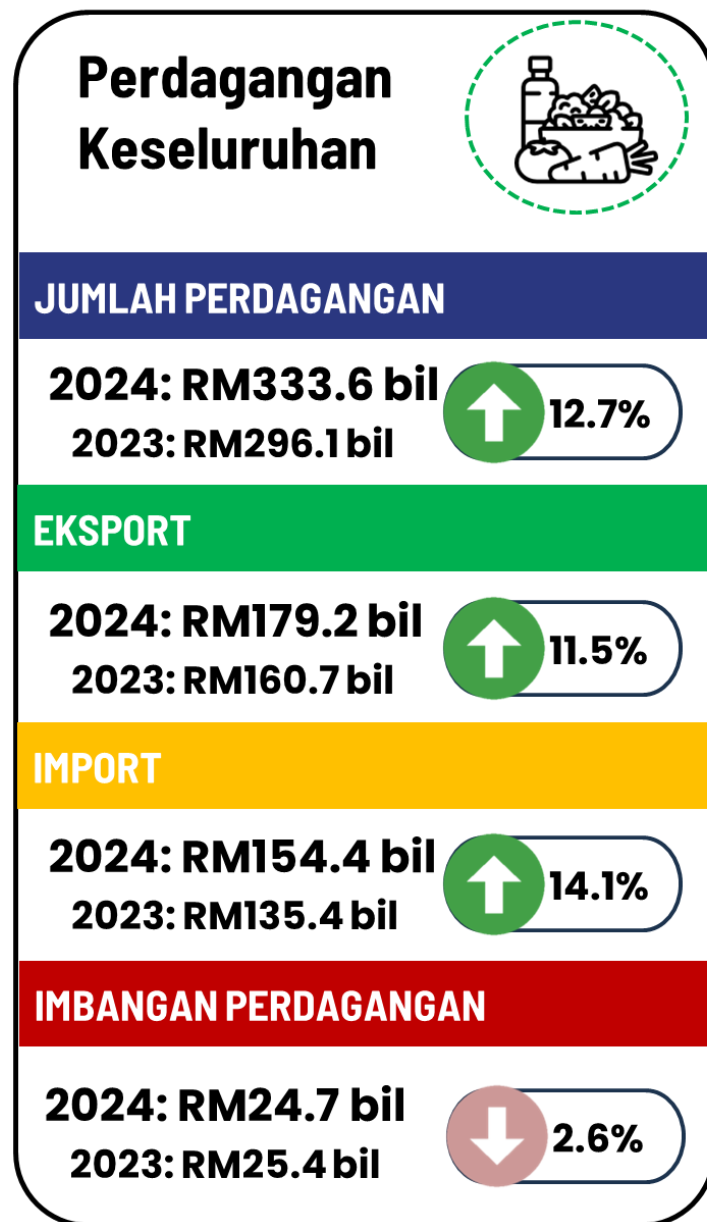 Perdagangan
Keseluruhan
JUMLAH PERDAGANGAN
2024: RM333.6 bil
12.7%
2023: RM296.1 bil
EKSPORT
2024: RM179.2 bil
11.5%
2023: RM160.7 bil
IMPORT
2024: RM154.4 bil
14.1%
2023: RM135.4 bil
IMBANGAN PERDAGANGAN
2024: RM24.7 bil
2.6%
2023: RM25.4 bil